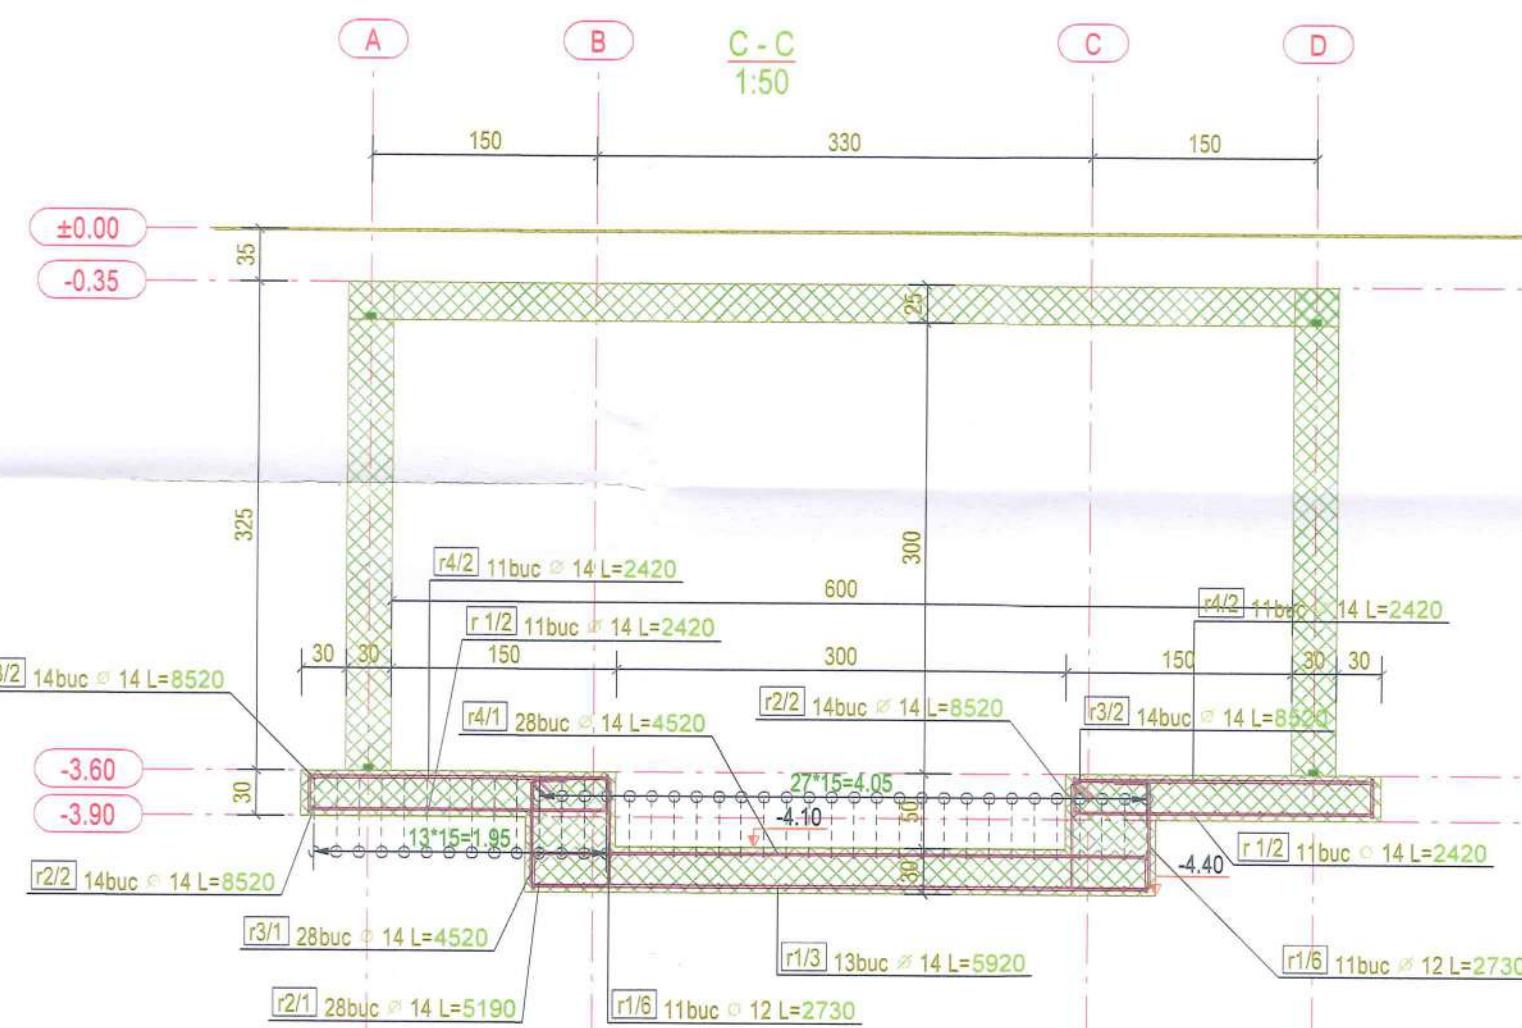 A
B
C - C
1:50
C
D
150
330
150
±0.00
35
-0.35
25
325
300
r4/2 11buc ∅ 14 L=2420
600
r4/2 11buc ∅ 14 L=2420
r 1/2 11buc ∅ 14 L=2420
30
30
150
300
150
30
30
3/2 14buc ∅ 14 L=8520
r2/2 14buc ∅ 14 L=8520
r4/1 28buc ∅ 14 L=4520
r3/2 14buc ∅ 14 L=8520
-3.60
27*15=4.05
30
50
-3.90
-4.10
13*15=1.95
r 1/2 11buc ∅ 14 L=2420
-4.40
30
r2/2 14buc ∅ 14 L=8520
r3/1 28buc ∅ 14 L=4520
r1/3 13buc ∅ 14 L=5920
r1/6 11buc ∅ 12 L=2730
r2/1 28buc ∅ 14 L=5190
r1/6 11buc ∅ 12 L=2730